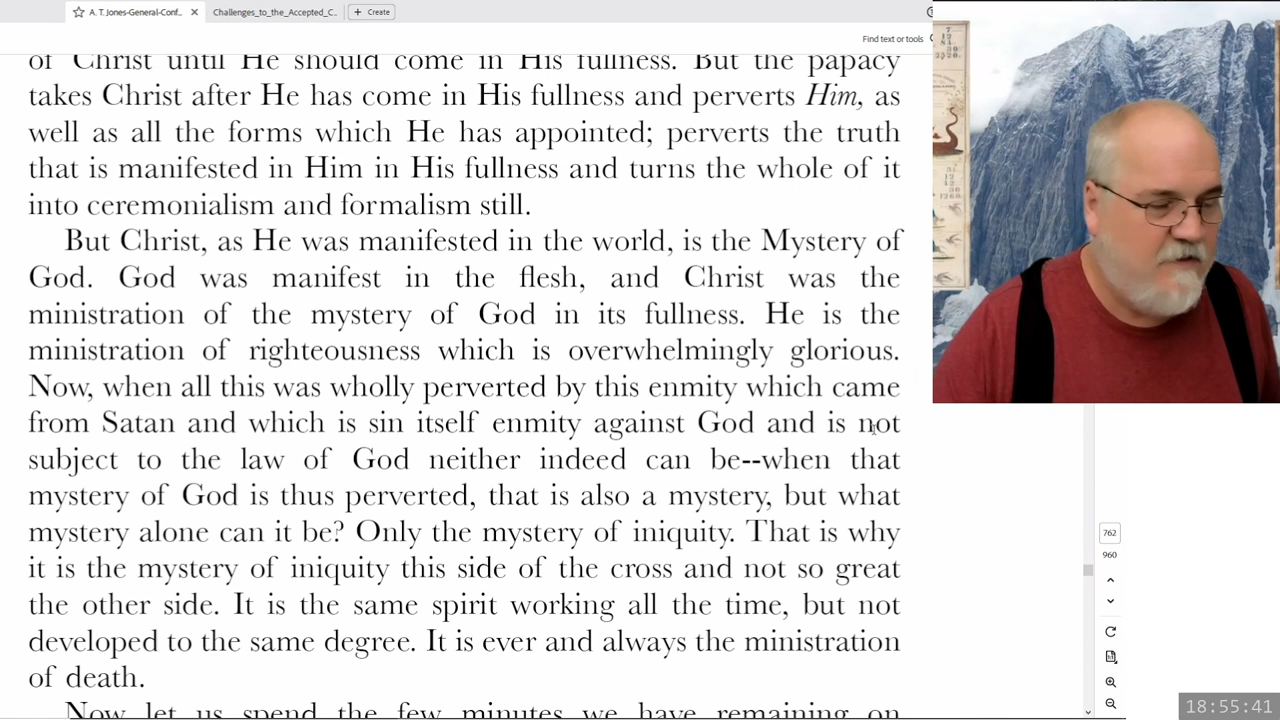 A. T. Jones-General-Conf...
Challenges_to_the_Accepted_C...
+ Create
Find text or tools
of Christ until He should come in His fullness. But the papacy
takes Christ after He has come in His fullness and perverts Him, as
well as all the forms which He has appointed; perverts the truth
that is manifested in Him in His fullness and turns the whole of it
into ceremonialism and formalism still.
But Christ, as He was manifested in the world, is the Mystery of
God. God was manifest in the flesh, and Christ was the
ministration of the mystery of God in its fullness. He is the
ministration of righteousness which is overwhelmingly glorious.
Now, when all this was wholly perverted by this enmity which came
from Satan and which is sin itself enmity against God and is not
subject to the law of God neither indeed can be--when that
mystery of God is thus perverted, that is also a mystery, but what
mystery alone can it be? Only the mystery of iniquity. That is why
it is the mystery of iniquity this side of the cross and not so great
the other side. It is the same spirit working all the time, but not
developed to the same degree. It is ever and always the ministration
of death.
Now let us spend the few minutes we have remaining on
762
960
18:55:41